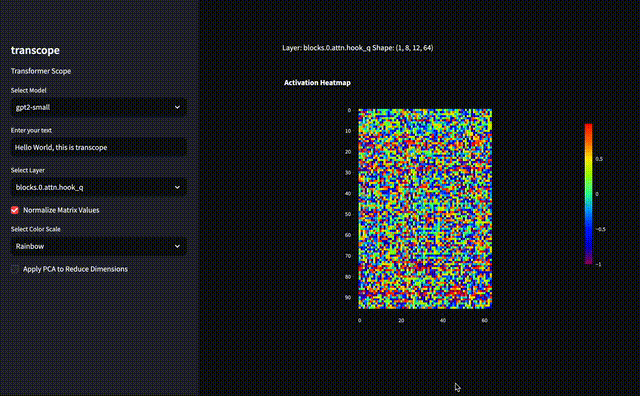 transcope
Transformer Scope
Select Model
gpt2-small
Enter your text
Hello World, this is transcope
Select Layer
blocks.0.attn.hook_q
Normalize Matrix Values
Select Color Scale
Rainbow
Apply PCA to Reduce Dimensions
Layer: blocks.0.attn.hook_q Shape: (1, 8, 12, 64)
Activation Heatmap
0
10
20
30
40
50
60
70
80
90
0 20 40 60
0.5
0
−0.5
−1